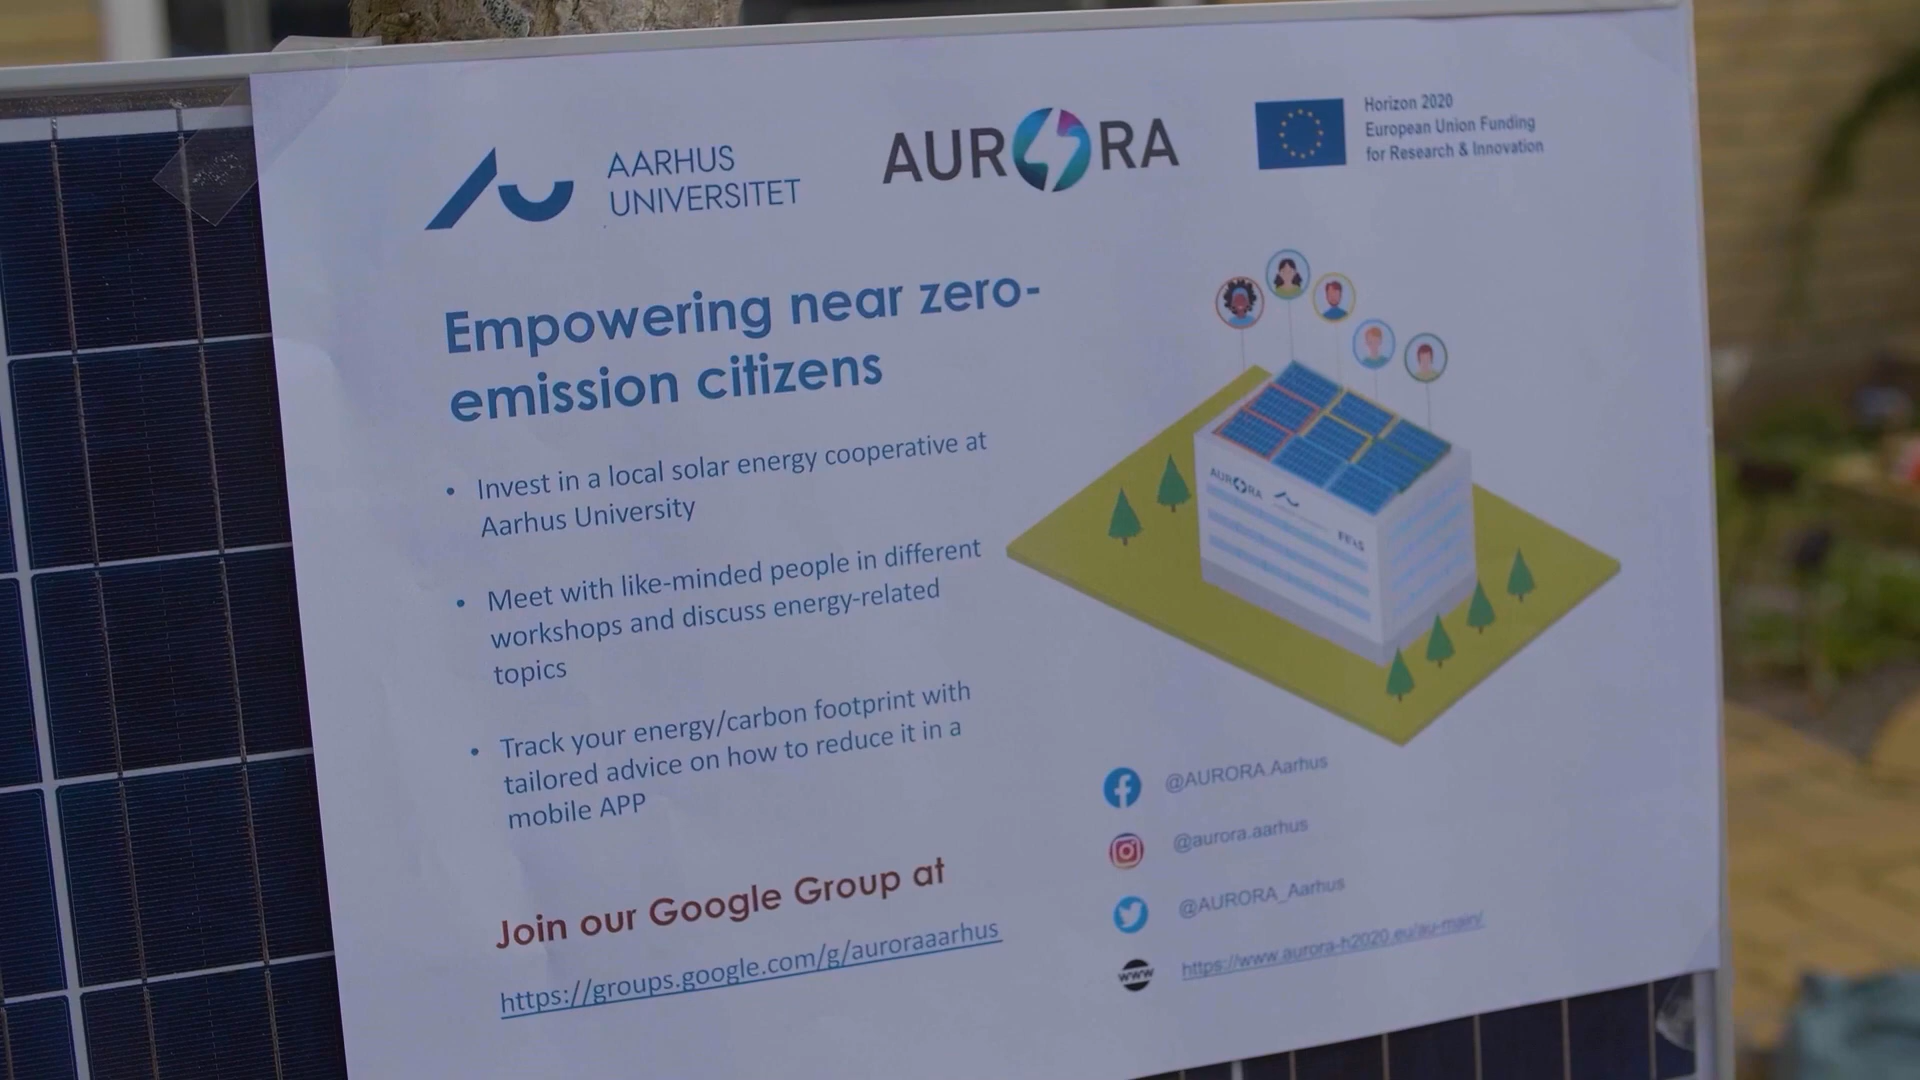 AARHUS
UNIVERSITET
AURORA
Horizon 2020
European Union Funding
for Research & Innovation
Empowering near zero-
emission citizens
• Invest in a local solar energy cooperative at
Aarhus University
• Meet with like-minded people in different
workshops and discuss energy-related
topics
• Track your energy/carbon footprint with
tailored advice on how to reduce it in a
mobile APP
Join our Google Group at
https://groups.google.com/g/auroraaarhus
AURORA
@AURORA.Aarhus
@aurora.aarhus
@AURORA_Aarhus
www
https://www.aurora-h2020.eu/au-main/